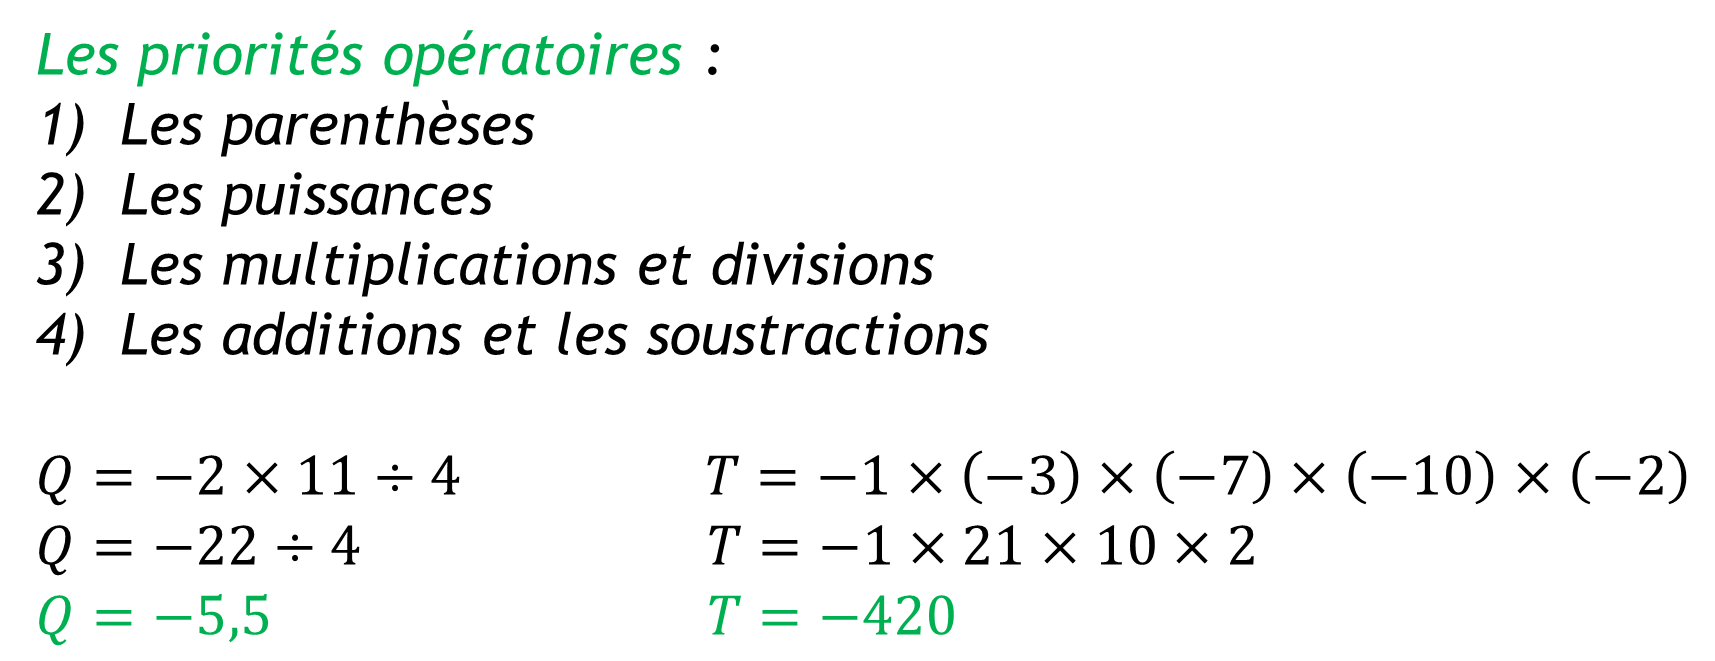 Les priorités opératoires :
1) Les parenthèses
2) Les puissances
3) Les multiplications et divisions
4) Les additions et les soustractions
Q = −2 × 11 ÷ 4
Q = −22 ÷ 4
Q = −5,5
T = −1 × (−3) × (−7) × (−10) × (−2)
T = −1 × 21 × 10 × 2
T = −420